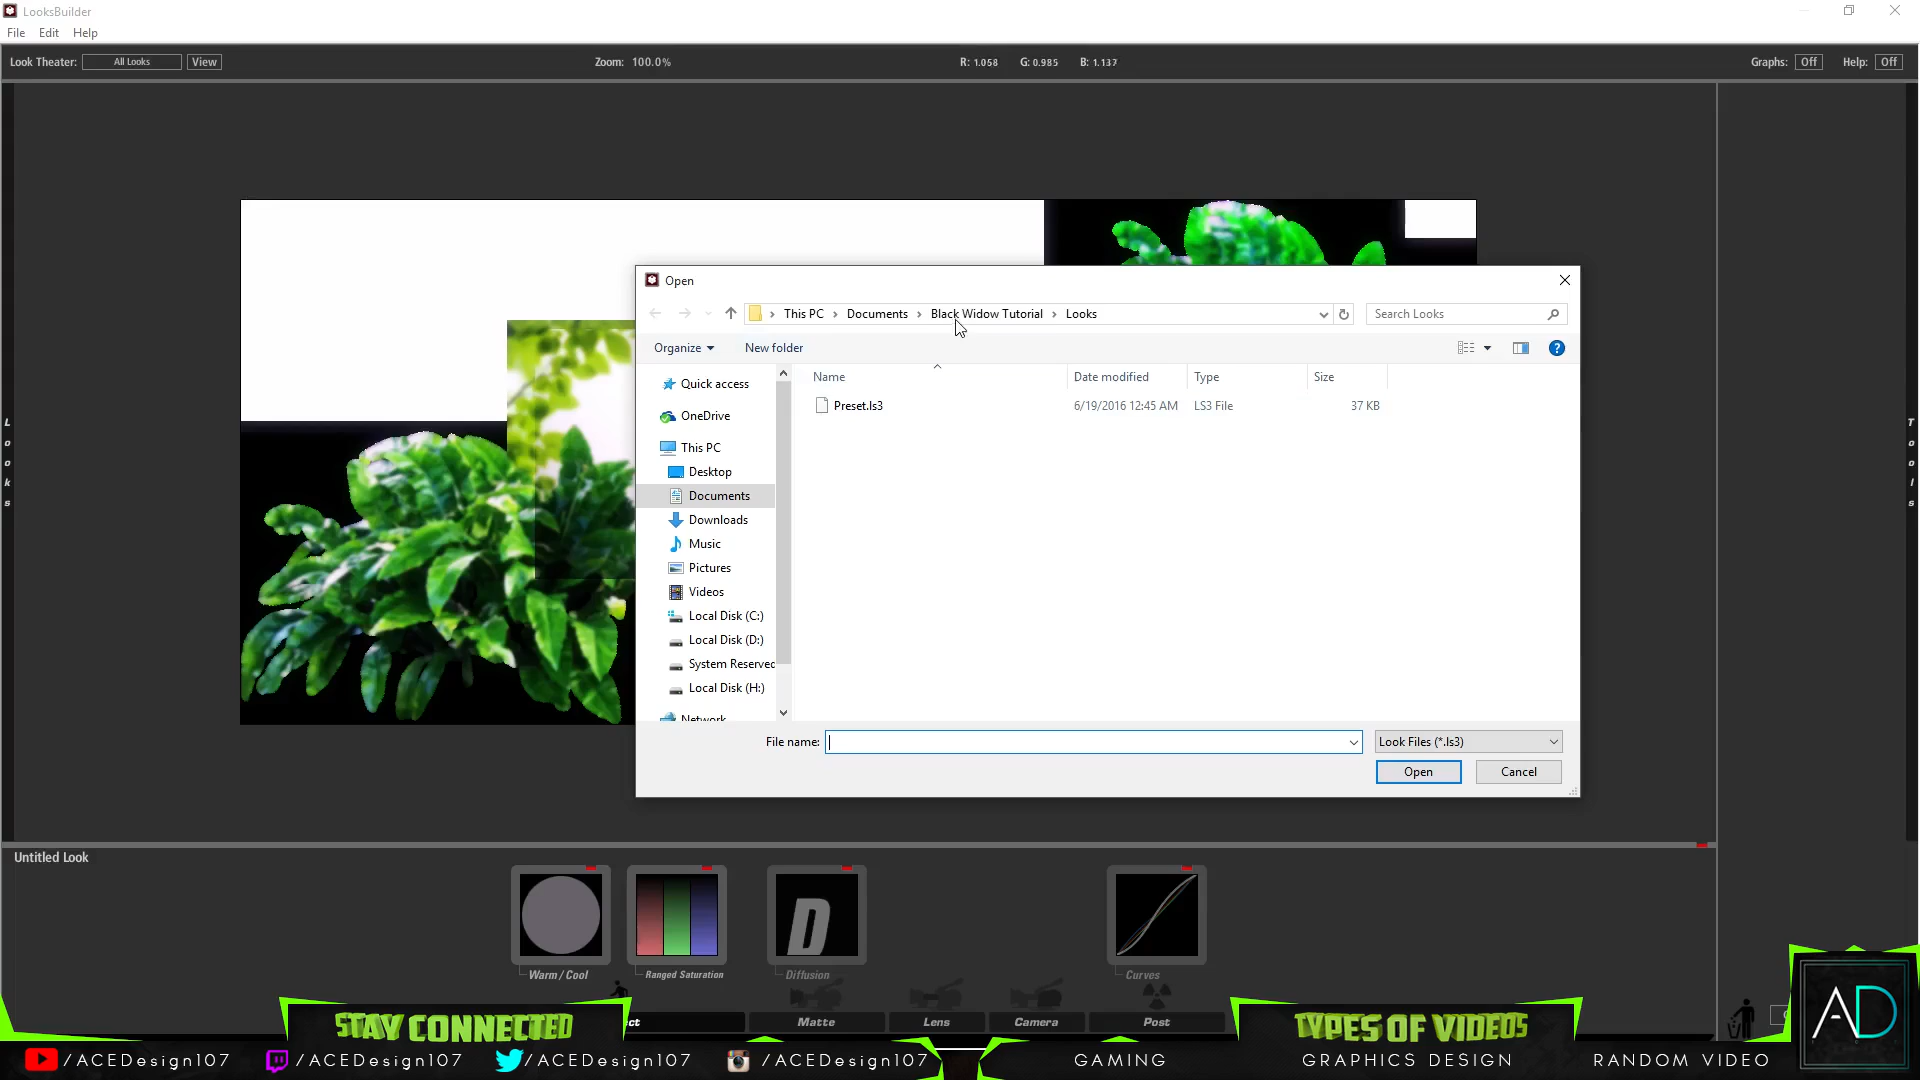 LooksBuilder
File Edit Help
Look Theater: All Looks View Zoom: 100.0% R: 1.058 G: 0.985 B: 1.137 Graphs: Off Help: Off
Looks
Open
This PC Documents Black Widow Tutorial Looks Search Looks
Organize New folder
Quick access
OneDrive
This PC
Desktop
Documents
Downloads
Music
Pictures
Videos
Local Disk (C:)
Local Disk (D:)
System Reserved
Local Disk (H:)
Network
Name Date modified Type Size
Preset.ls3 6/19/2016 12:45 AM LS3 File 37 KB
File name: Look Files (*.ls3)
Open Cancel
Tools
Untitled Look
D
Warm / Cool Ranged Saturation Diffusion Curves
ct Matte Lens Camera Post
STAY CONNECTED TYPES OF VIDEOS
AD
/ACEDesign107 /ACEDesign107 /ACEDesign107 /ACEDesign107 GAMING GRAPHICS DESIGN RANDOM VIDEO